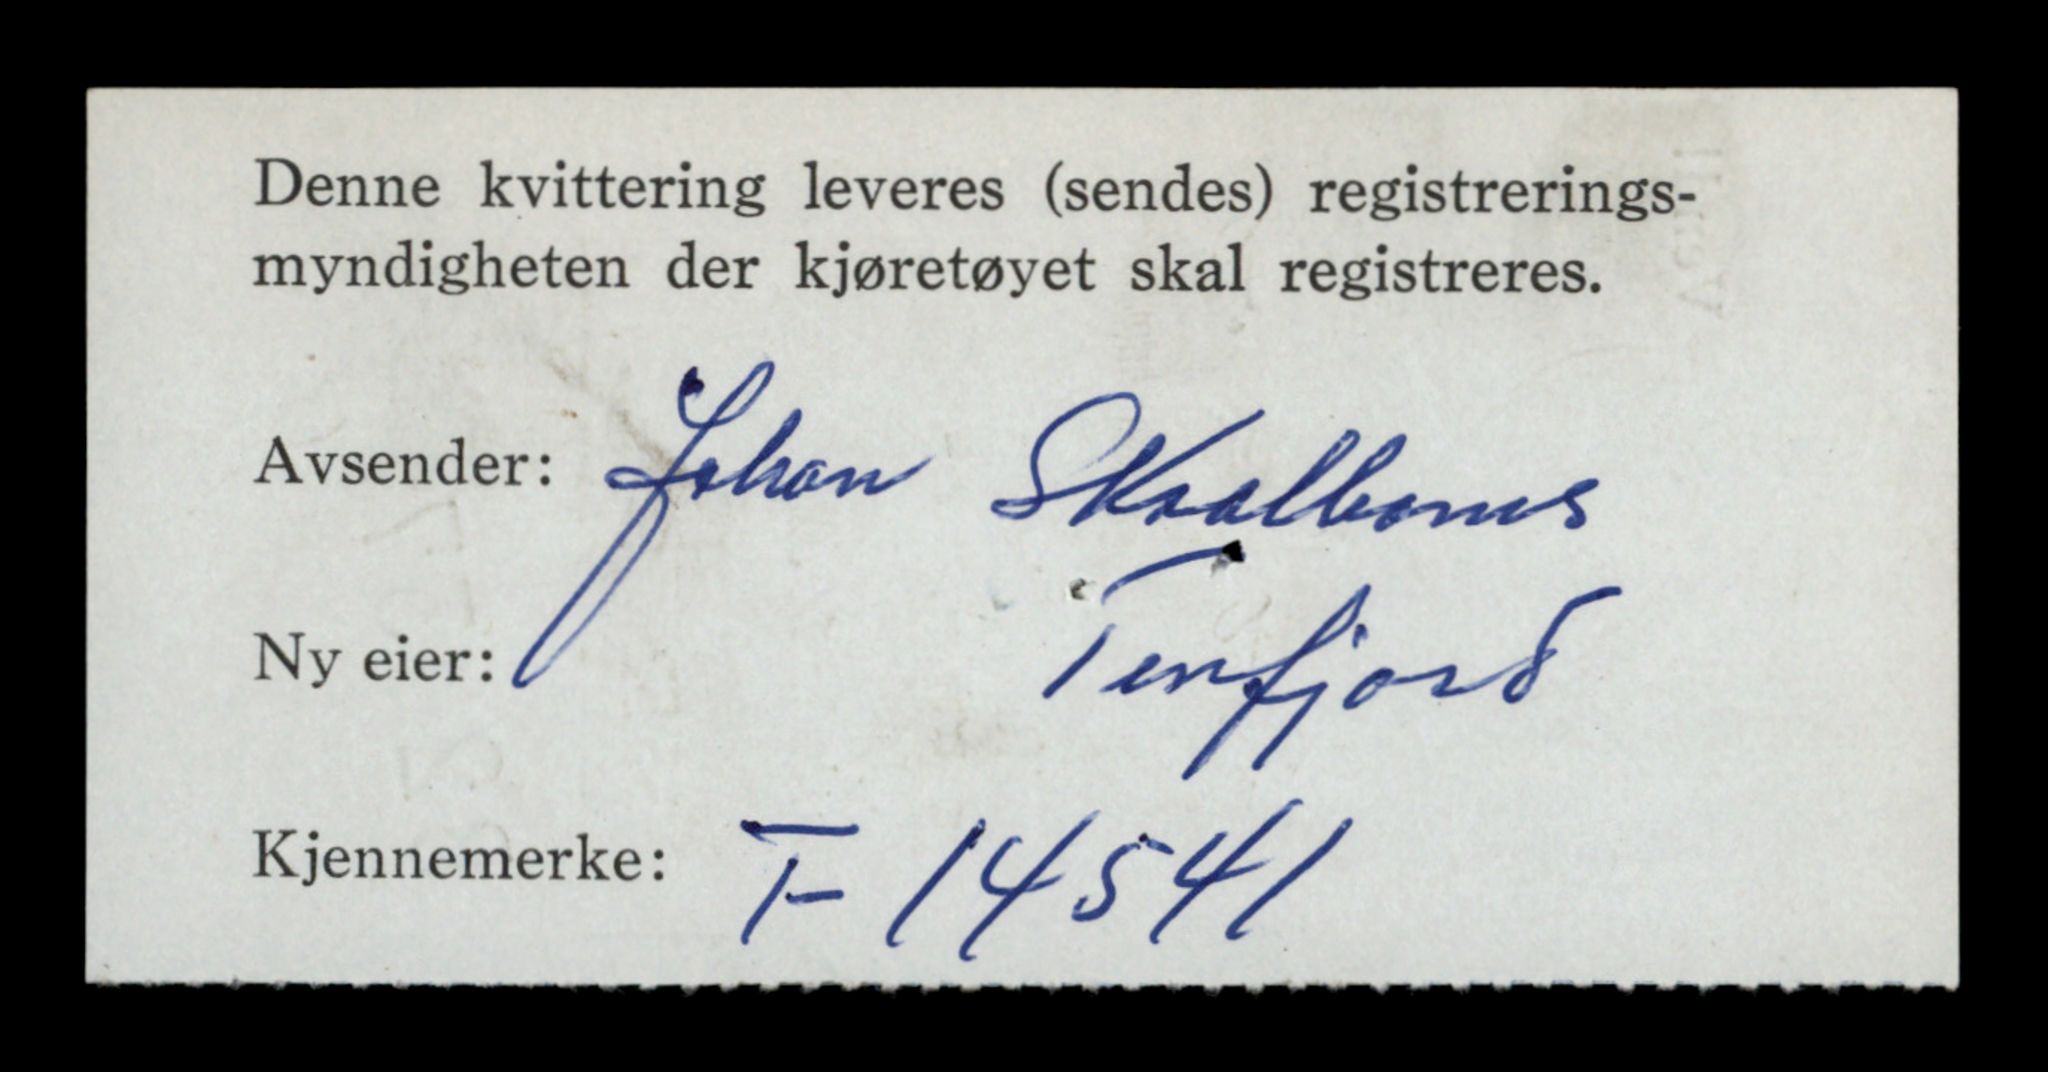 Denne kvittering leveres (sendes) registrerings-
myndigheten der kjøretøyet skal registreres.
Avsender: Johan Skaalbones
Tenfjord
Ny eier:
Kjennemerke: F-14541